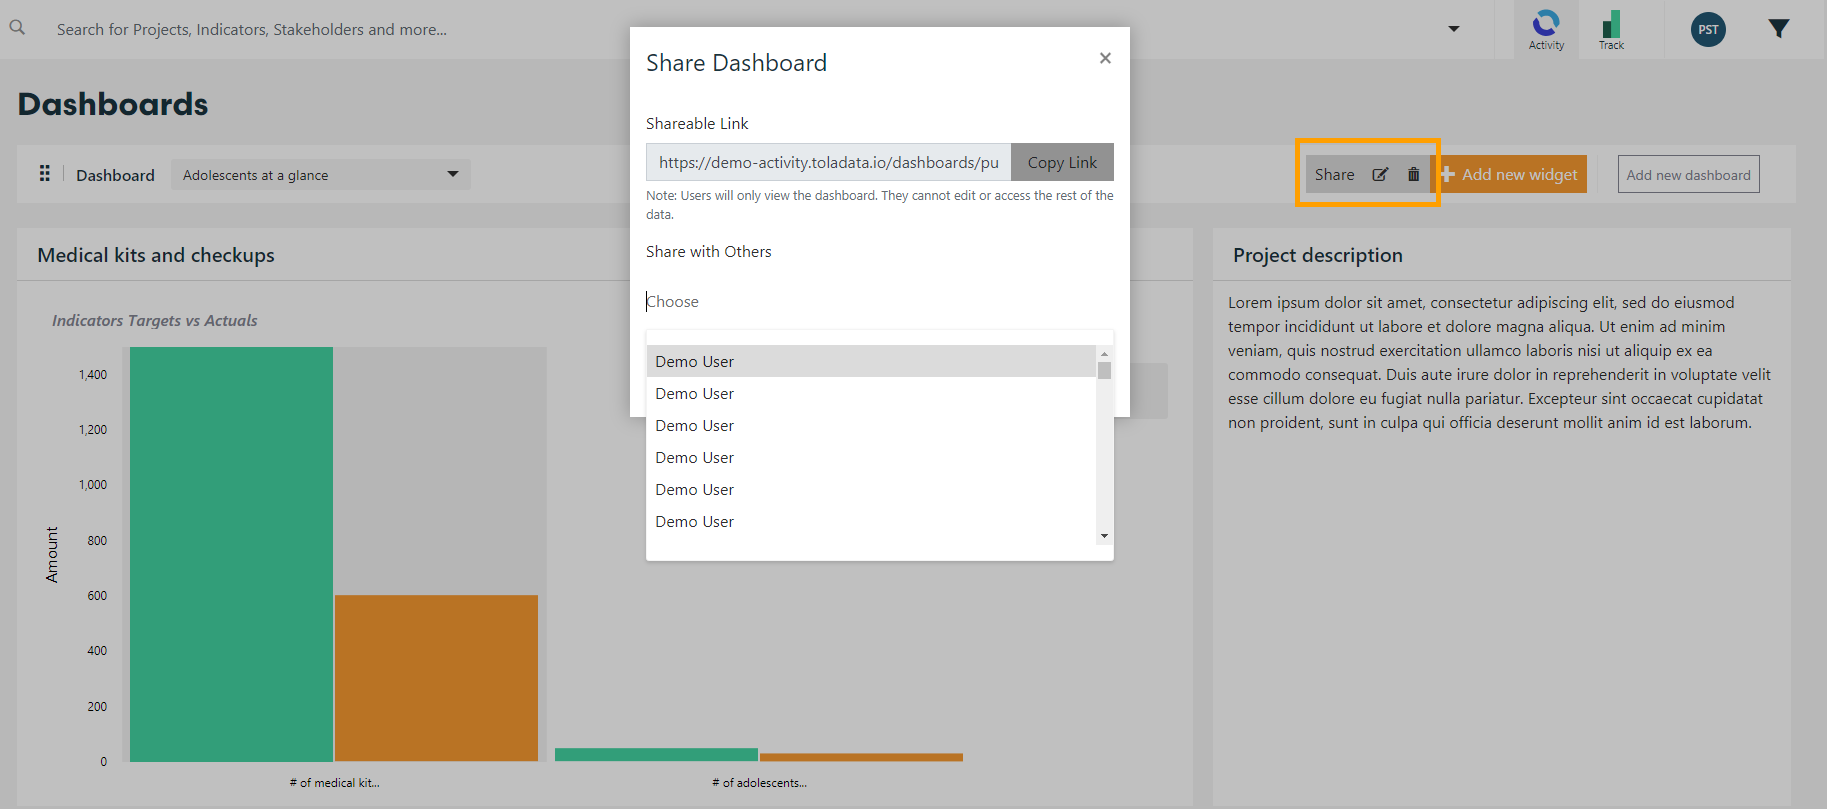 Search for Projects, Indicators, Stakeholders and more...
Activity
Track
PST
Dashboards
Dashboard
Adolescents at a glance
Share
Add new widget
Add new dashboard
Share Dashboard
×
Shareable Link
https://demo-activity.toladata.io/dashboards/pu
Copy Link
Note: Users will only view the dashboard. They cannot edit or access the rest of the
data.
Share with Others
Choose
Demo User
Demo User
Demo User
Demo User
Demo User
Demo User
Medical kits and checkups
Indicators Targets vs Actuals
1,400
1,200
1,000
800
600
400
200
0
Amount
# of medical kit...
# of adolescents...
Project description
Lorem ipsum dolor sit amet, consectetur adipiscing elit, sed do eiusmod
tempor incididunt ut labore et dolore magna aliqua. Ut enim ad minim
veniam, quis nostrud exercitation ullamco laboris nisi ut aliquip ex ea
commodo consequat. Duis aute irure dolor in reprehenderit in voluptate velit
esse cillum dolore eu fugiat nulla pariatur. Excepteur sint occaecat cupidatat
non proident, sunt in culpa qui officia deserunt mollit anim id est laborum.